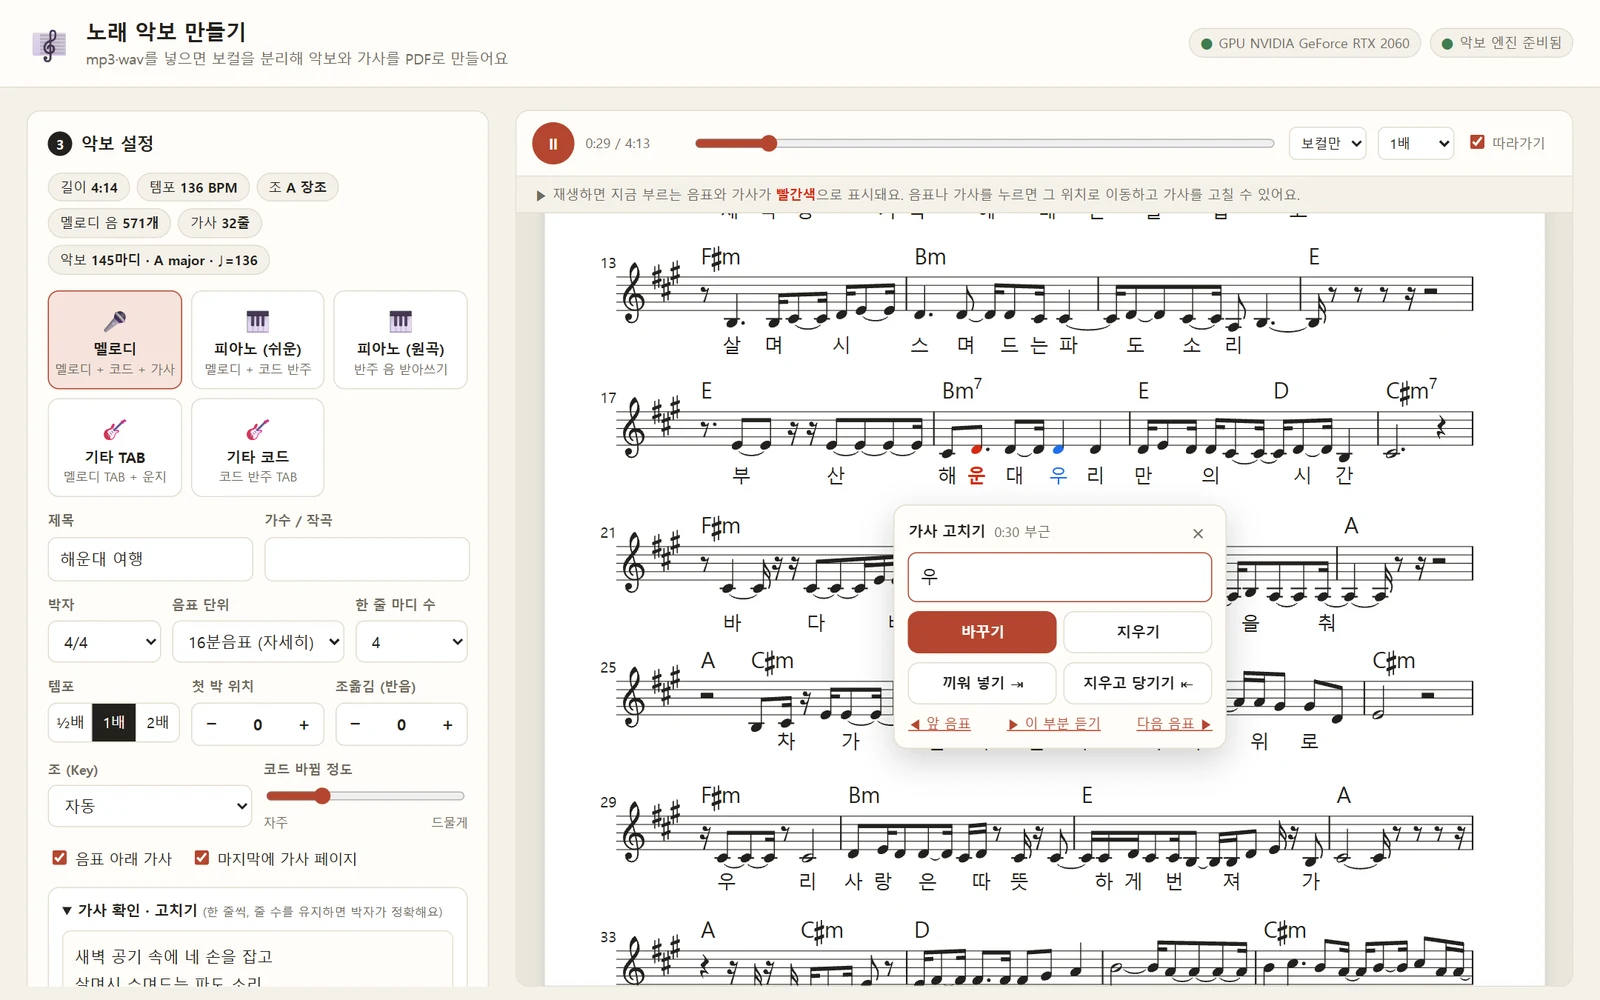 노래 악보 만들기
mp3·wav를 넣으면 보컬을 분리해 악보와 가사를 PDF로 만들어요
GPU NVIDIA GeForce RTX 2060
악보 엔진 준비됨
3 악보 설정
길이 4:14 템포 136 BPM 조 A 장조
멜로디 음 571개 가사 32줄
악보 145마디 · A major · ♩=136
멜로디
멜로디 + 코드 + 가사
피아노 (쉬운)
멜로디 + 코드 반주
피아노 (원곡)
반주 음 받아쓰기
기타 TAB
멜로디 TAB + 운지
기타 코드
코드 반주 TAB
제목 가수 / 작곡
해운대 여행
박자 음표 단위 한 줄 마디 수
4/4 16분음표 (자세히) 4
템포 첫 박 위치 조옮김 (반음)
½배 1배 2배 − 0 + − 0 +
조 (Key) 코드 바뀜 정도
자동
자주 드물게
음표 아래 가사 마지막에 가사 페이지
▼ 가사 확인 · 고치기 (한 줄씩, 줄 수를 유지하면 박자가 정확해요)
새벽 공기 속에 네 손을 잡고
살며시 스며드는 파도 소리
0:29 / 4:13 보컬만 1배 따라가기
▶ 재생하면 지금 부르는 음표와 가사가 빨간색으로 표시돼요. 음표나 가사를 누르면 그 위치로 이동하고 가사를 고칠 수 있어요.
13 F♯m Bm E
살 며 시 스 며 드 는 파 도 소 리
17 E Bm7 E D C♯m7
부 산 해 운 대 우 리 만 의 시 간
21 F♯m A
바 다 을 춰
25 A C♯m C♯m
차 가 위 로
가사 고치기 0:30 부근 ×
우
바꾸기 지우기
끼워 넣기 ⇥ 지우고 당기기 ⇤
◀ 앞 음표 ▶ 이 부분 듣기 다음 음표 ▶
29 F♯m Bm E A
우 리 사 랑 은 따 뜻 하 게 번 져 가
33 A C♯m D C♯m